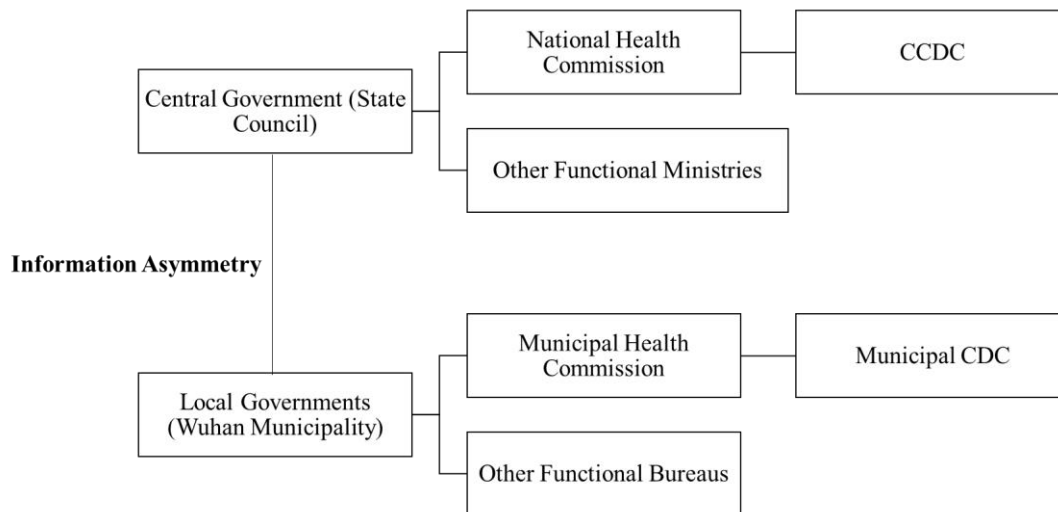 National Health
Commission
CCDC
Central Government (State
Council)
Other Functional Ministries
Information Asymmetry
Municipal Health
Commission
Municipal CDC
Local Governments
(Wuhan Municipality)
Other Functional Bureaus